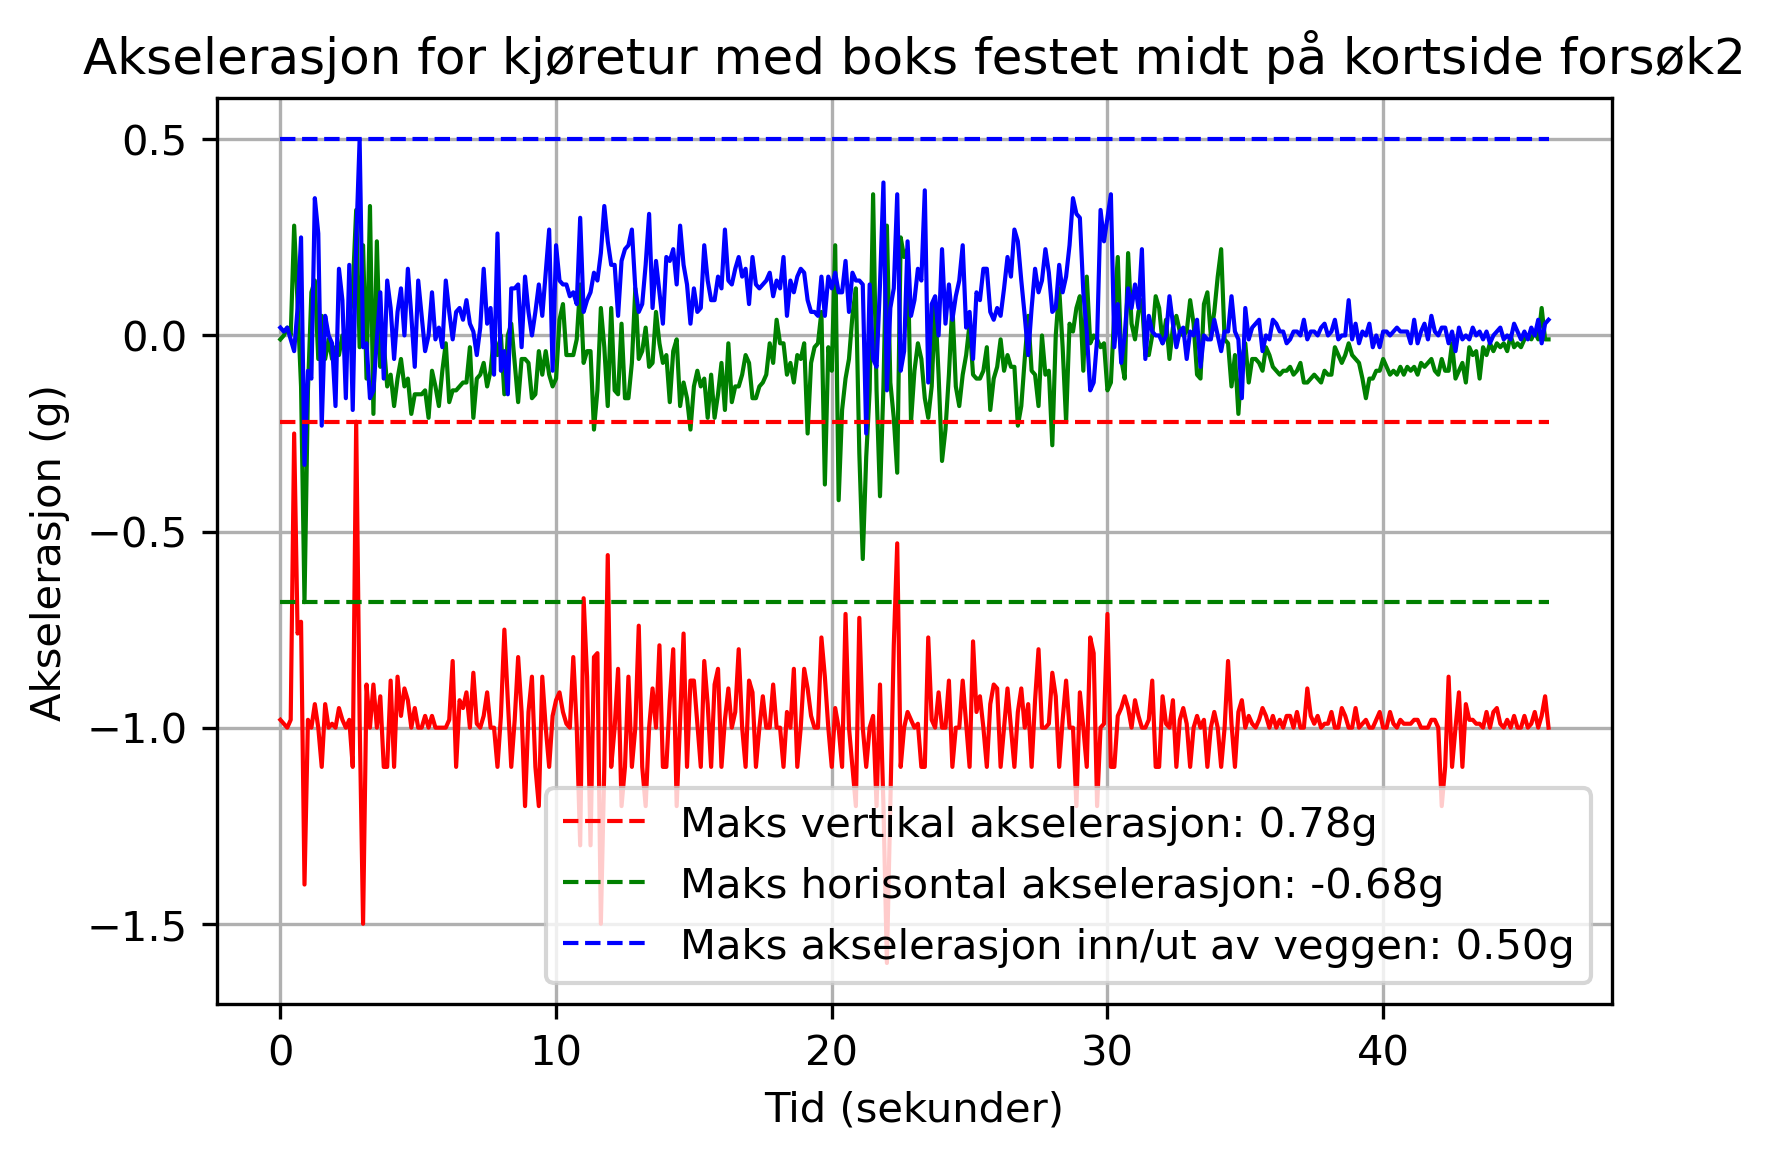 Akselerasjon for kjøretur med boks festet midt på kortside forsøk2
Akselerasjon (g)
0.5
0.0
−0.5
−1.0
−1.5
Maks vertikal akselerasjon: 0.78g
Maks horisontal akselerasjon: -0.68g
Maks akselerasjon inn/ut av veggen: 0.50g
0 10 20 30 40
Tid (sekunder)